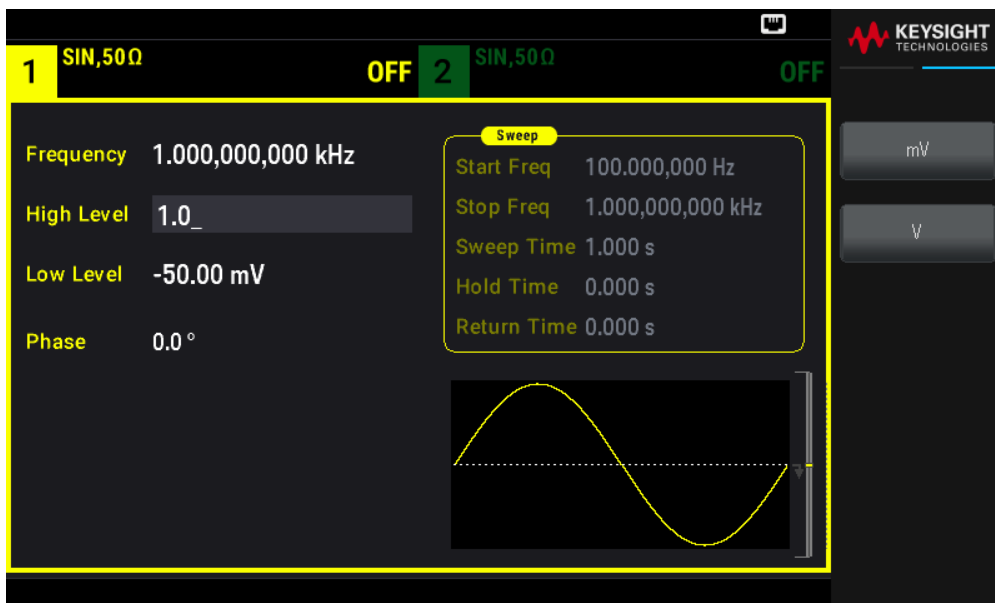 KEYSIGHT
TECHNOLOGIES
1 SIN,50Ω OFF 2 SIN,50Ω OFF
Frequency 1.000,000,000 kHz
High Level 1.0_
Low Level -50.00 mV
Phase 0.0 °
Sweep
Start Freq 100.000,000 Hz
Stop Freq 1.000,000,000 kHz
Sweep Time 1.000 s
Hold Time 0.000 s
Return Time 0.000 s
mV
V